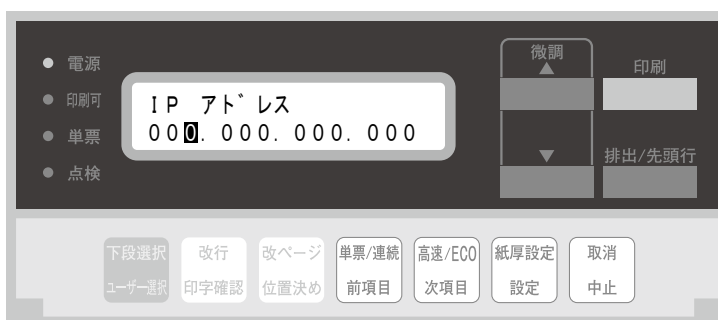 電源
印刷可
単票
点検
IP アドレス
000.000.000.000
微調
▲
▼
印刷
排出/先頭行
下段選択
ユーザー選択
改行
印字確認
改ページ
位置決め
単票/連続
前項目
高速/ECO
次項目
紙厚設定
設定
取消
中止